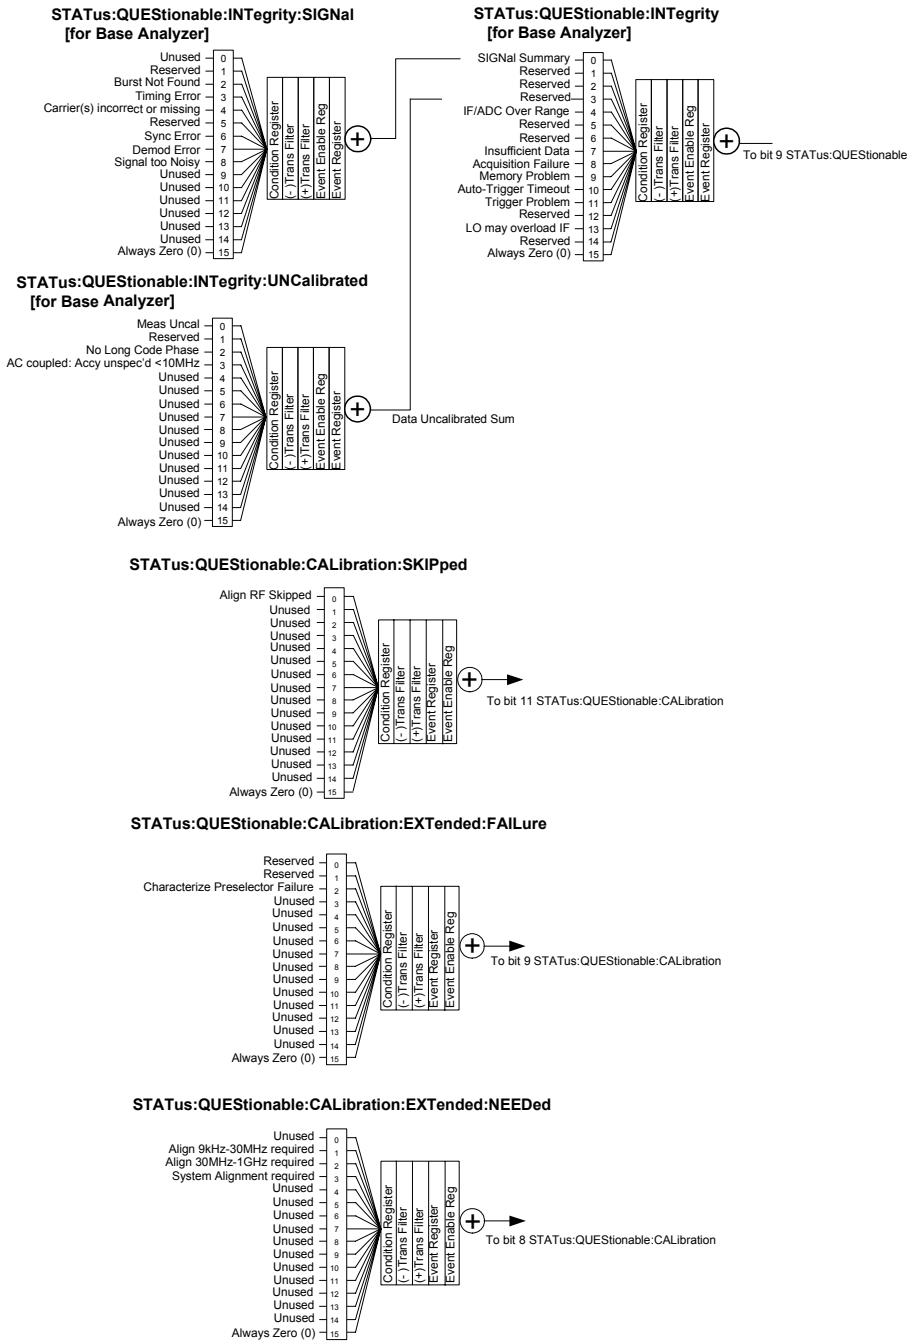 STATus:QUEStionable:INTegrity:SIGNal
[for Base Analyzer]
Unused 0
Reserved 1
Burst Not Found 2
Timing Error 3
Carrier(s) incorrect or missing 4
Reserved 5
Sync Error 6
Demod Error 7
Signal too Noisy 8
Unused 9
Unused 10
Unused 11
Unused 12
Unused 13
Unused 14
Always Zero (0) 15
Condition Register
(-)Trans Filter
(+)Trans Filter
Event Enable Reg
Event Register
+
STATus:QUEStionable:INTegrity
[for Base Analyzer]
SIGNal Summary 0
Reserved 1
Reserved 2
Reserved 3
IF/ADC Over Range 4
Reserved 5
Reserved 6
Insufficient Data 7
Acquisition Failure 8
Memory Problem 9
Auto-Trigger Timeout 10
Trigger Problem 11
Reserved 12
LO may overload IF 13
Reserved 14
Always Zero (0) 15
Condition Register
(-)Trans Filter
(+)Trans Filter
Event Enable Reg
Event Register
+
To bit 9 STATus:QUEStionable
STATus:QUEStionable:INTegrity:UNCalibrated
[for Base Analyzer]
Meas Uncal 0
Reserved 1
No Long Code Phase 2
AC coupled: Accy unspec'd <10MHz 3
Unused 4
Unused 5
Unused 6
Unused 7
Unused 8
Unused 9
Unused 10
Unused 11
Unused 12
Unused 13
Unused 14
Always Zero (0) 15
Condition Register
(-)Trans Filter
(+)Trans Filter
Event Enable Reg
Event Register
+
Data Uncalibrated Sum
STATus:QUEStionable:CALibration:SKIPped
Align RF Skipped 0
Unused 1
Unused 2
Unused 3
Unused 4
Unused 5
Unused 6
Unused 7
Unused 8
Unused 9
Unused 10
Unused 11
Unused 12
Unused 13
Unused 14
Always Zero (0) 15
Condition Register
(-)Trans Filter
(+)Trans Filter
Event Register
Event Enable Reg
+
To bit 11 STATus:QUEStionable:CALibration
STATus:QUEStionable:CALibration:EXTended:FAILure
Reserved 0
Reserved 1
Characterize Preselector Failure 2
Unused 3
Unused 4
Unused 5
Unused 6
Unused 7
Unused 8
Unused 9
Unused 10
Unused 11
Unused 12
Unused 13
Unused 14
Always Zero (0) 15
Condition Register
(-)Trans Filter
(+)Trans Filter
Event Register
Event Enable Reg
+
To bit 9 STATus:QUEStionable:CALibration
STATus:QUEStionable:CALibration:EXTended:NEEDed
Unused 0
Align 9kHz-30MHz required 1
Align 30MHz-1GHz required 2
System Alignment required 3
Unused 4
Unused 5
Unused 6
Unused 7
Unused 8
Unused 9
Unused 10
Unused 11
Unused 12
Unused 13
Unused 14
Always Zero (0) 15
Condition Register
(-)Trans Filter
(+)Trans Filter
Event Register
Event Enable Reg
+
To bit 8 STATus:QUEStionable:CALibration